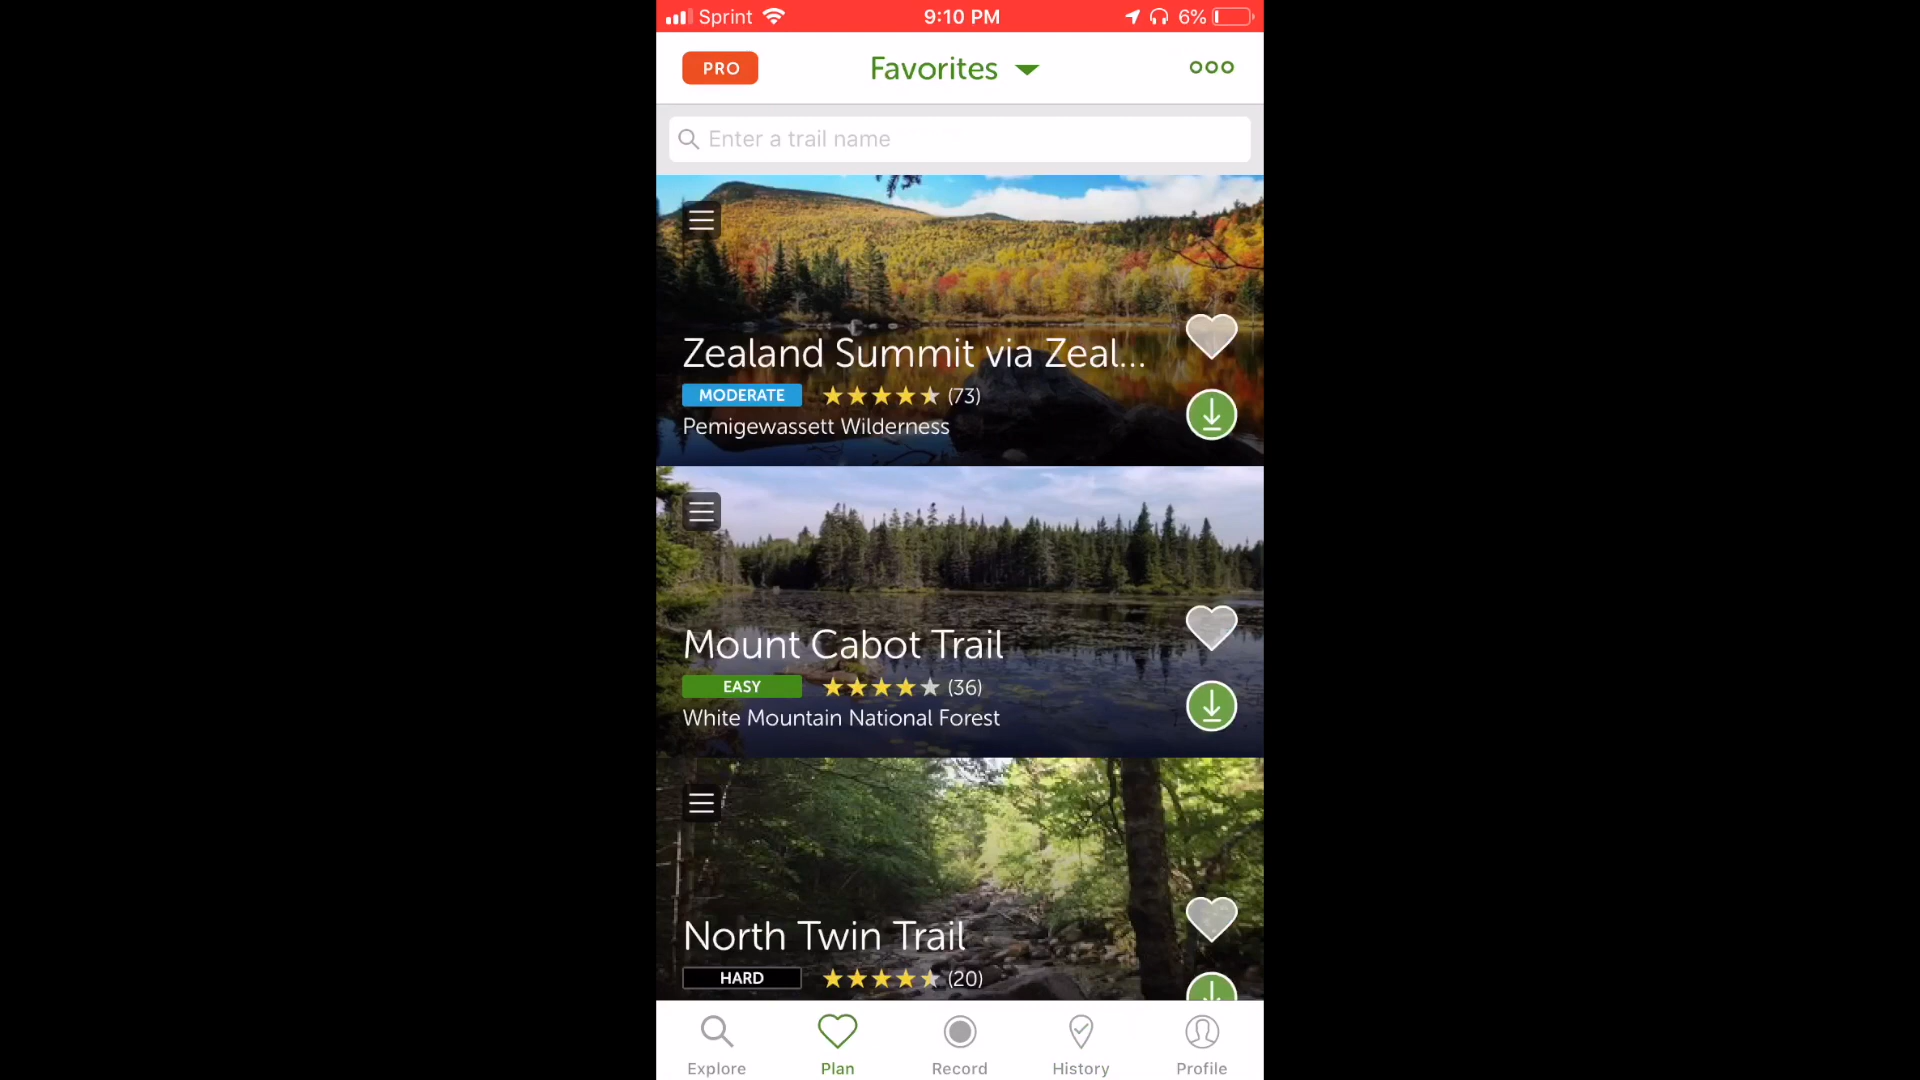 Sprint 9:10 PM 6%
PRO Favorites
Enter a trail name
Zealand Summit via Zeal...
MODERATE (73)
Pemigewassett Wilderness
Mount Cabot Trail
EASY (36)
White Mountain National Forest
North Twin Trail
HARD (20)
Explore Plan Record History Profile